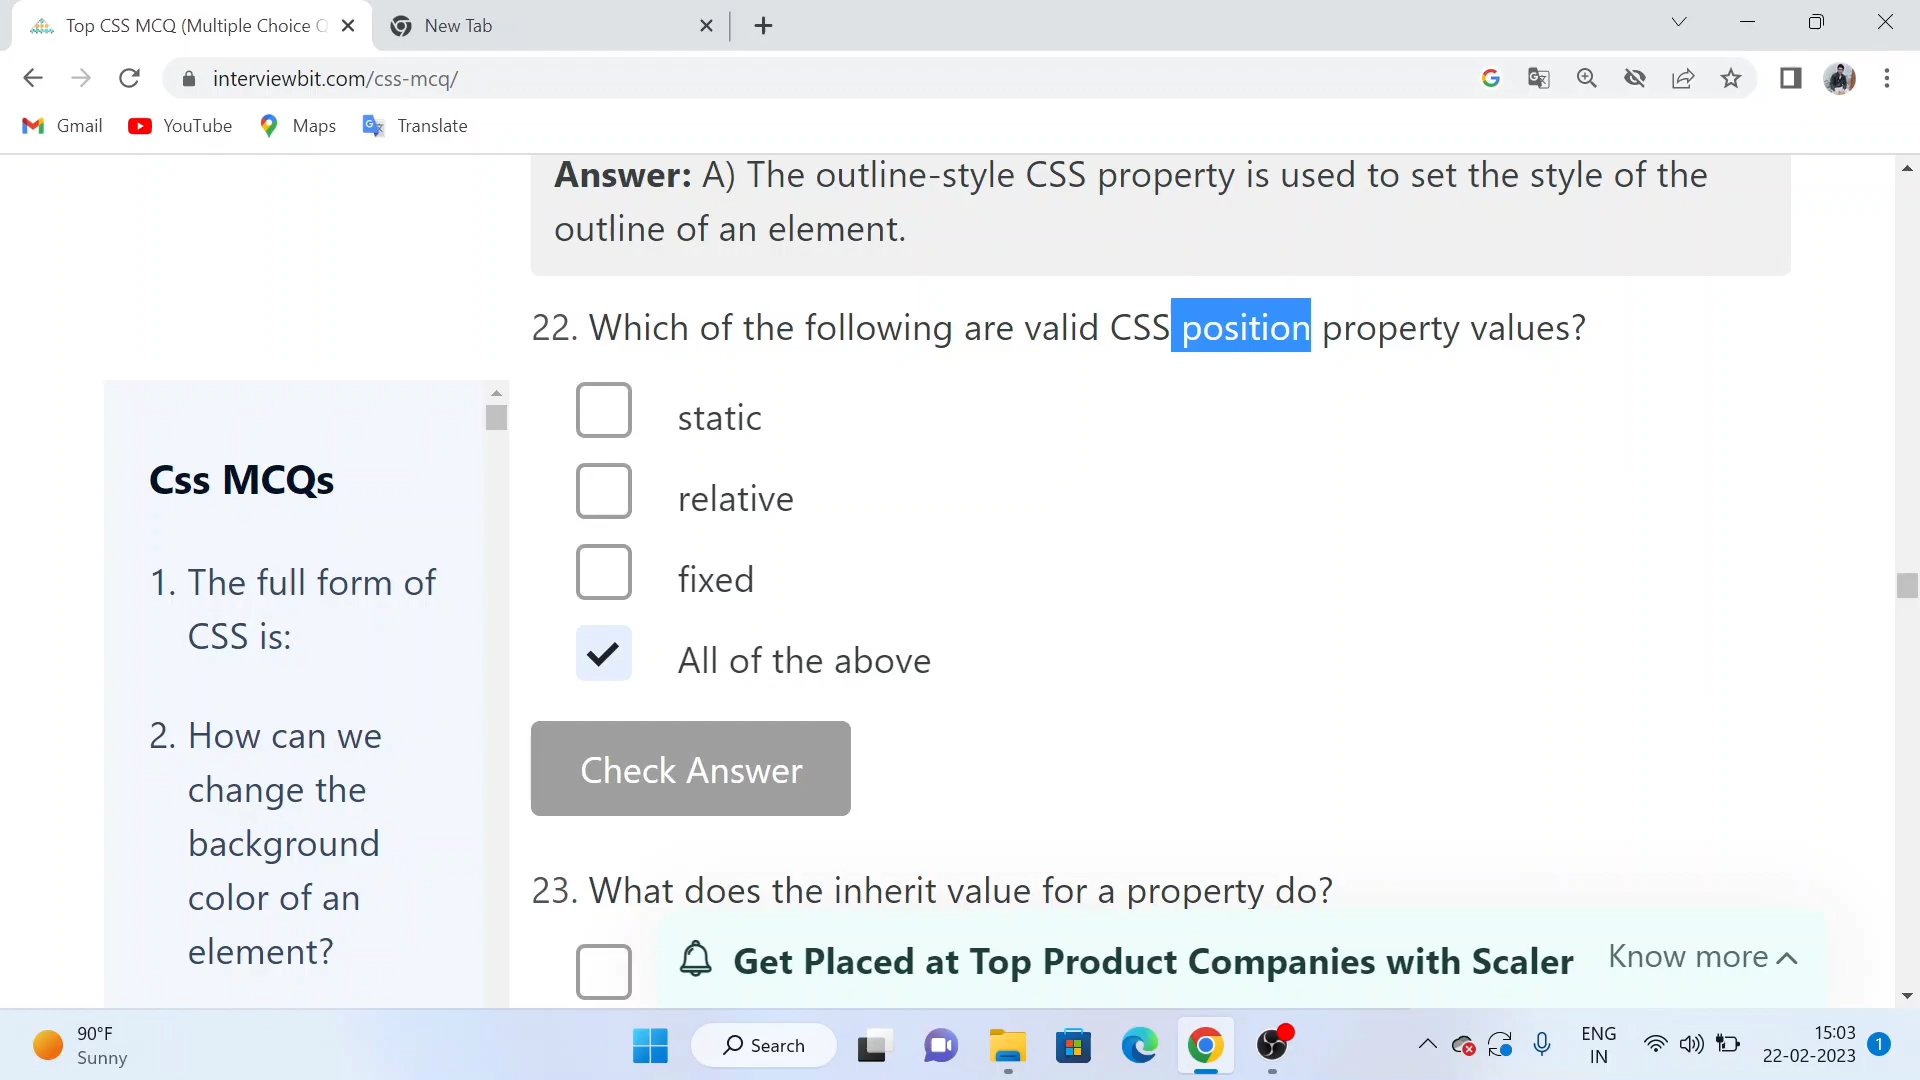 Top CSS MCQ (Multiple Choice Q
New Tab
interviewbit.com/css-mcq/
Gmail
YouTube
Maps
Translate
Answer: A) The outline-style CSS property is used to set the style of the
outline of an element.
22. Which of the following are valid CSS position property values?
static
relative
fixed
All of the above
Check Answer
23. What does the inherit value for a property do?
Css MCQs
1. The full form of
CSS is:
2. How can we
change the
background
color of an
element?
Get Placed at Top Product Companies with Scaler
Know more
90°F
Sunny
Search
ENG
IN
15:03
22-02-2023
1